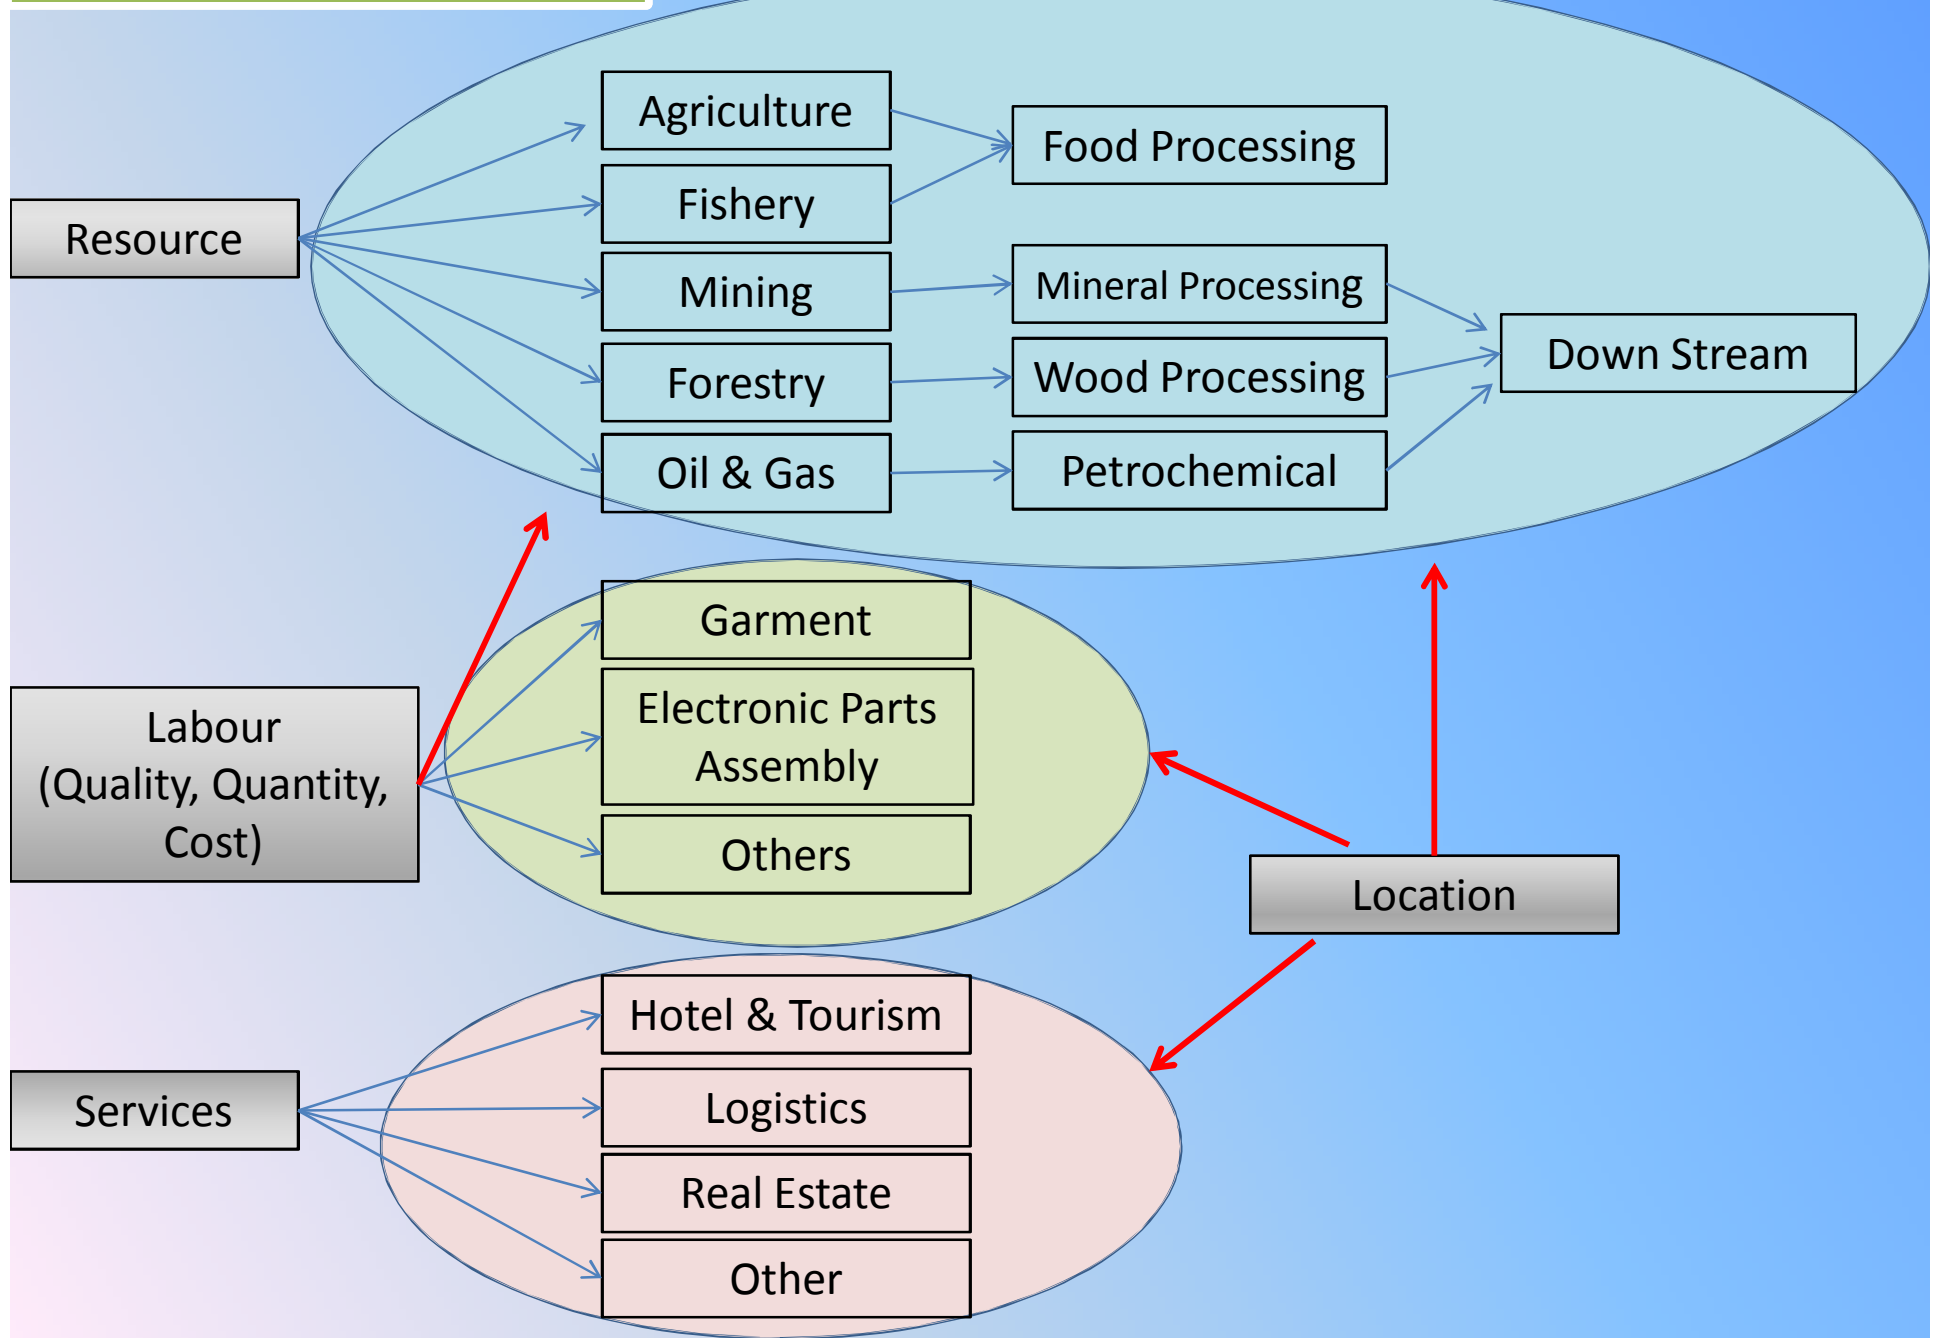 Resource
Agriculture
Fishery
Mining
Forestry
Oil & Gas
Food Processing
Mineral Processing
Wood Processing
Petrochemical
Down Stream
Labour
(Quality, Quantity,
Cost)
Garment
Electronic Parts
Assembly
Others
Location
Services
Hotel & Tourism
Logistics
Real Estate
Other